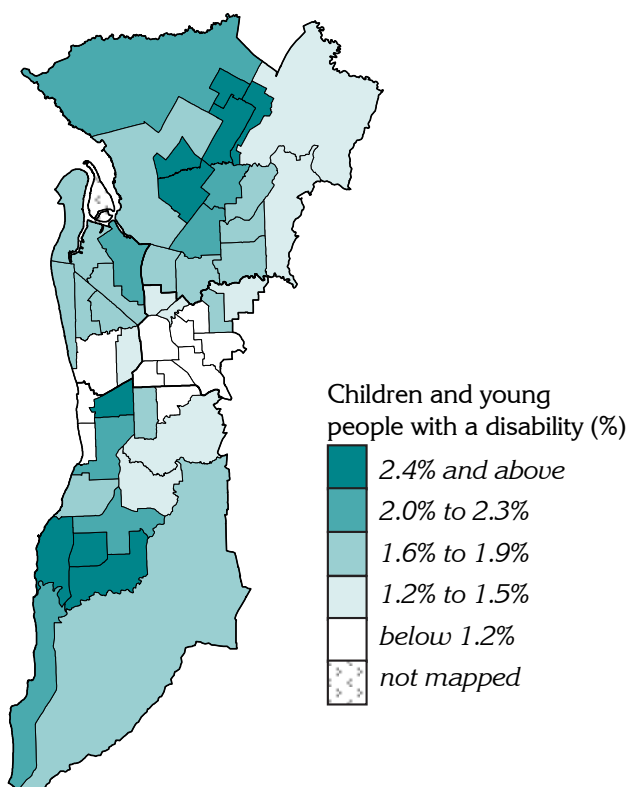 Children and young
people with a disability (%)
2.4% and above
2.0% to 2.3%
1.6% to 1.9%
1.2% to 1.5%
below 1.2%
not mapped